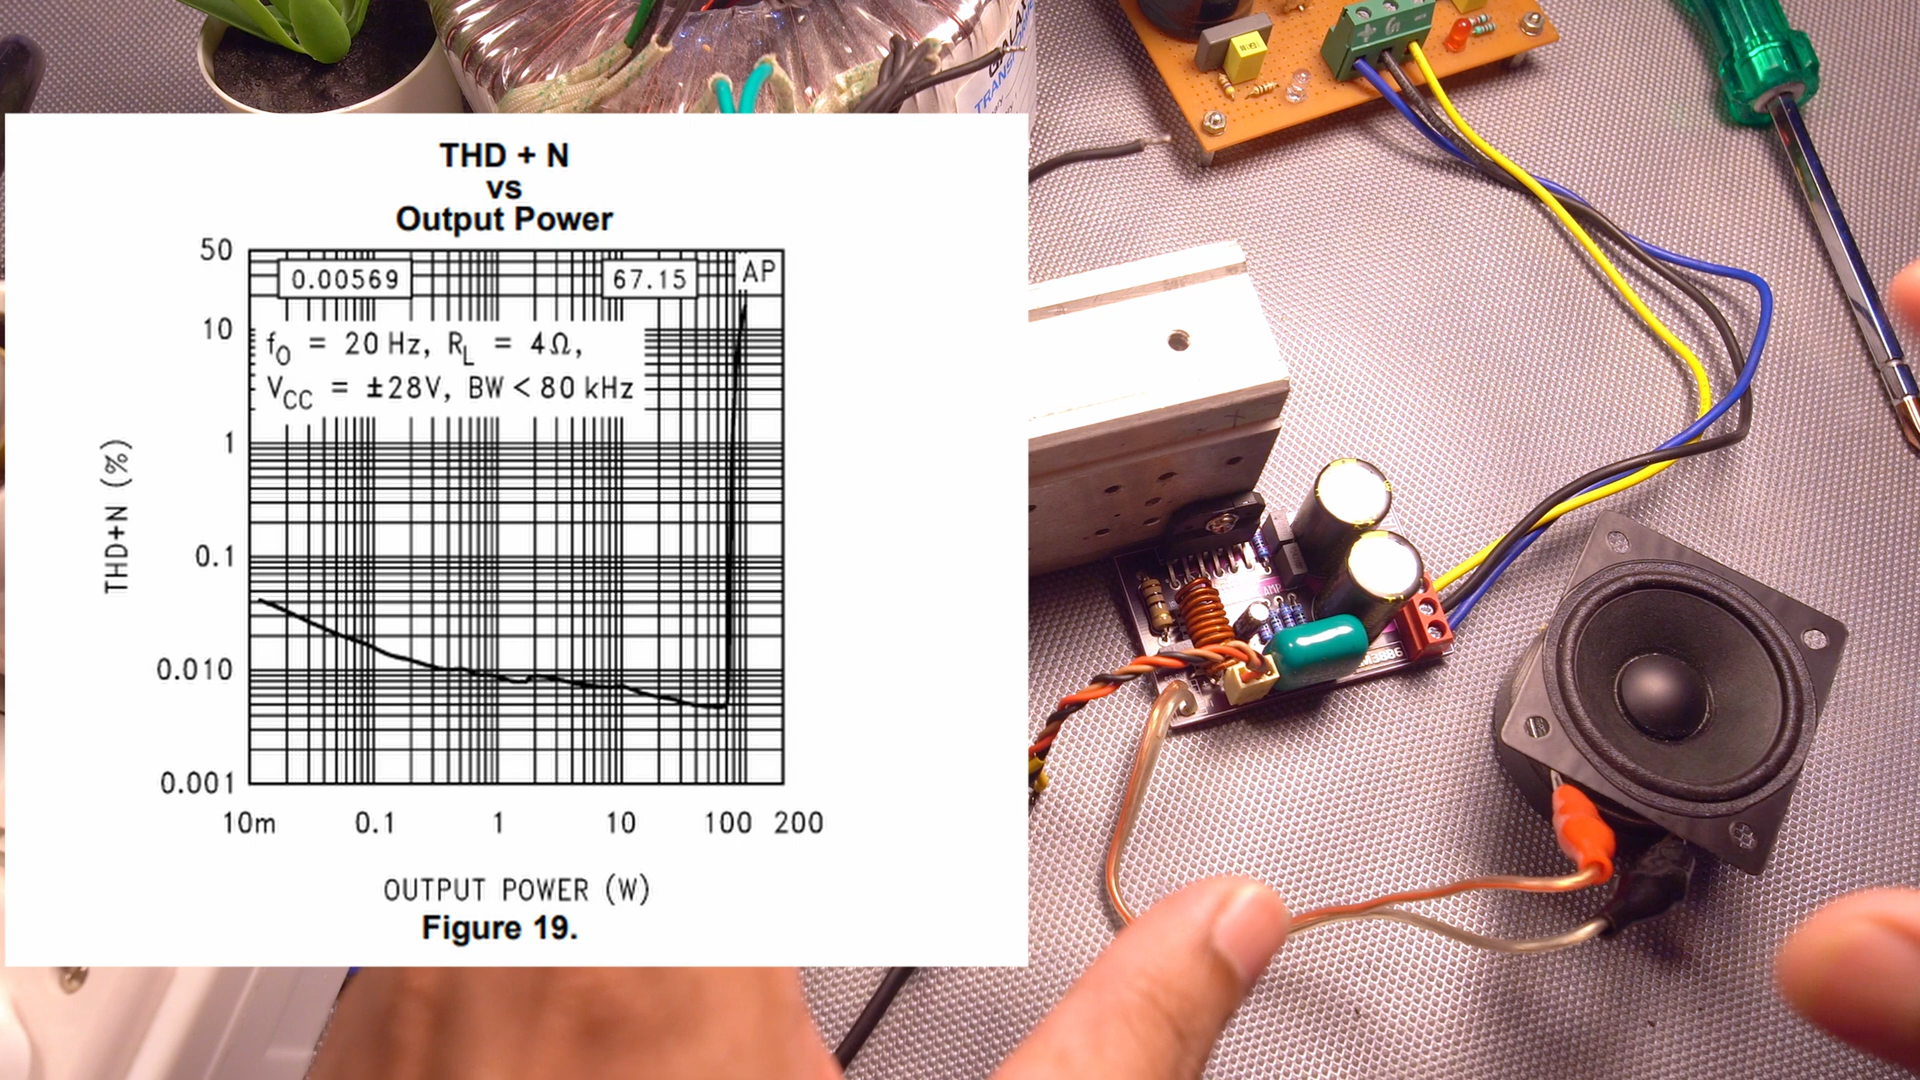 THD + N
vs
Output Power
50
0.00569
67.15
AP
10
f₀ = 20 Hz, R_L = 4Ω,
V_CC = ±28V, BW < 80 kHz
1
THD+N (%)
0.1
0.010
0.001
10m 0.1 1 10 100 200
OUTPUT POWER (W)
Figure 19.